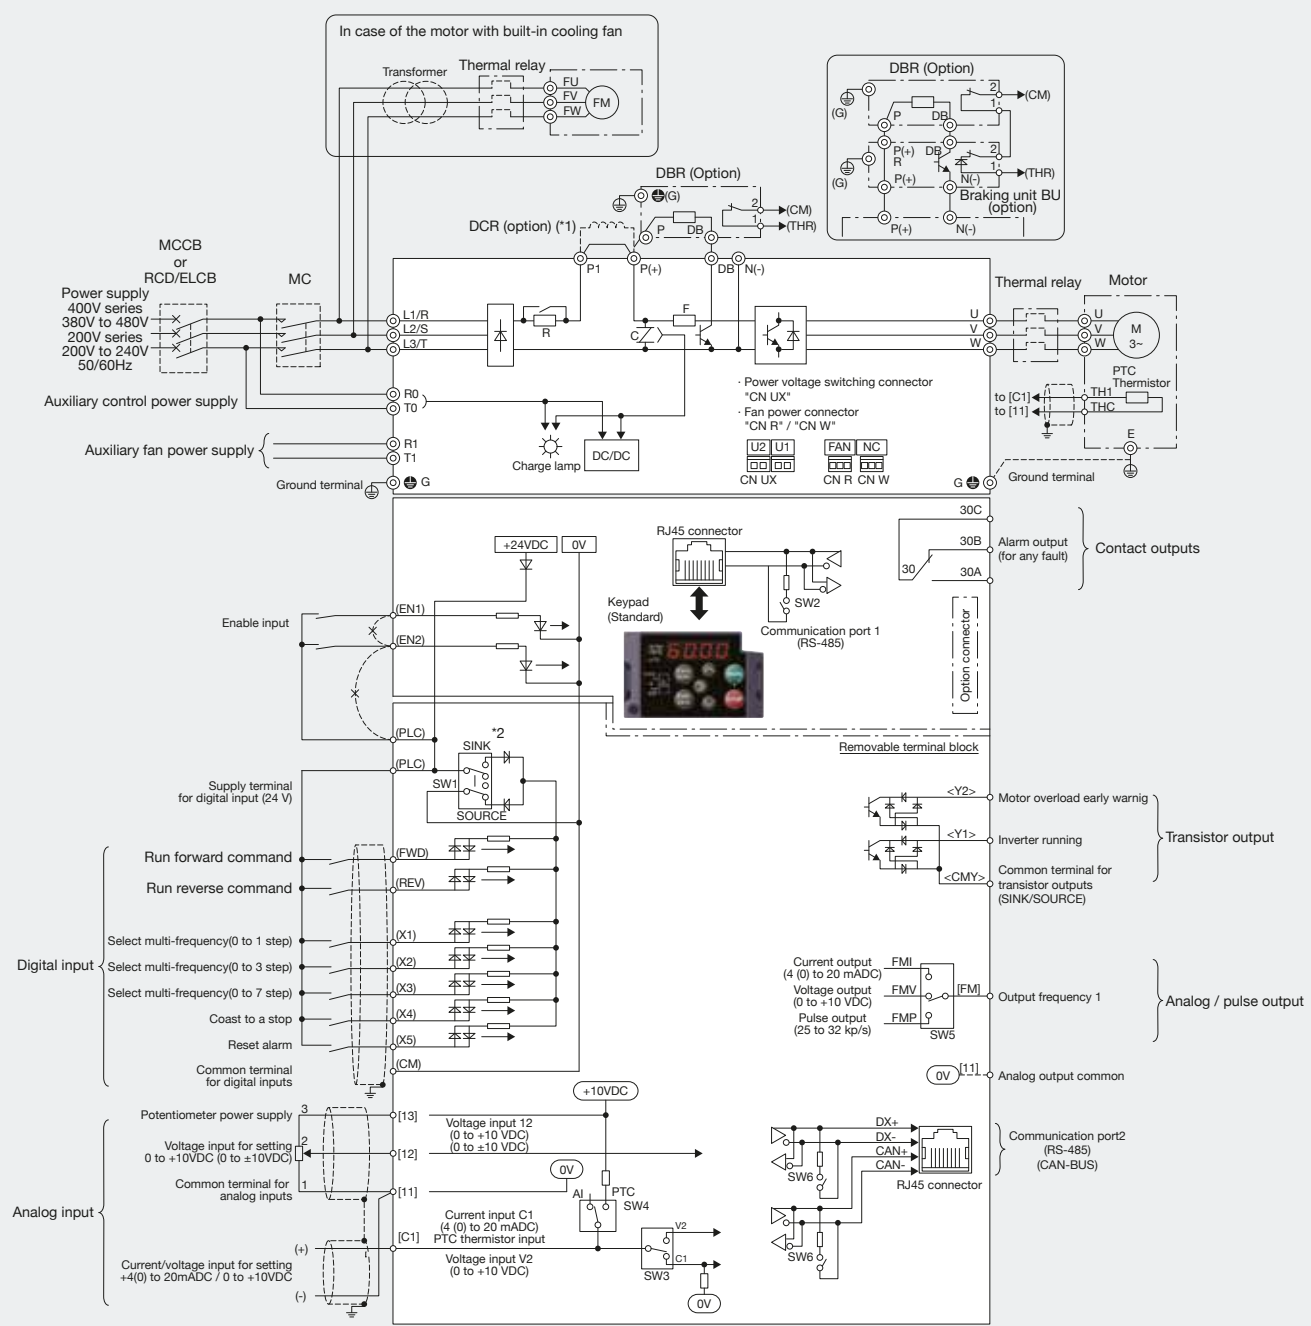 In case of the motor with built-in cooling fan
Transformer
Thermal relay
FU
FV
FW
FM
DBR (Option)
(G)
P
DB
2
1
(CM)
P(+)
R
DB
2
1
(THR)
(G)
P(+)
N(-)
Braking unit BU
(option)
P(+)
N(-)
DBR (Option)
(G)
P
DB
2
1
(CM)
(THR)
DCR (option) (*1)
P1
P(+)
DB
N(-)
MCCB
or
RCD/ELCB
MC
Power supply
400V series
380V to 480V
200V series
200V to 240V
50/60Hz
L1/R
L2/S
L3/T
R
C
F
U
V
W
Thermal relay
Motor
U
V
W
M
3~
PTC
Thermistor
to [C1]
to [11]
TH1
THC
E
Auxiliary control power supply
R0
T0
Auxiliary fan power supply
R1
T1
Ground terminal
G
Charge lamp
DC/DC
· Power voltage switching connector
"CN UX"
· Fan power connector
"CN R" / "CN W"
U2
U1
FAN
NC
CN UX
CN R
CN W
G
Ground terminal
+24VDC
0V
RJ45 connector
SW2
Keypad
(Standard)
Communication port 1
(RS-485)
60.00
30C
30B
30
30A
Alarm output
(for any fault)
Contact outputs
Option connector
Enable input
(EN1)
(EN2)
(PLC)
(PLC)
*2
SINK
SW1
SOURCE
Removable terminal block
Supply terminal
for digital input (24 V)
Digital input
Run forward command
(FWD)
Run reverse command
(REV)
Select multi-frequency(0 to 1 step)
(X1)
Select multi-frequency(0 to 3 step)
(X2)
Select multi-frequency(0 to 7 step)
(X3)
Coast to a stop
(X4)
Reset alarm
(X5)
Common terminal
for digital inputs
(CM)
<Y2>
Motor overload early warnig
<Y1>
Inverter running
<CMY>
Common terminal for
transistor outputs
(SINK/SOURCE)
Transistor output
Current output
(4 (0) to 20 mADC)
FMI
Voltage output
(0 to +10 VDC)
FMV
Pulse output
(25 to 32 kp/s)
FMP
SW5
[FM]
Output frequency 1
Analog / pulse output
0V
[11]
Analog output common
Analog input
Potentiometer power supply
3
[13]
Voltage input for setting
0 to +10VDC (0 to ±10VDC)
2
[12]
Common terminal for
analog inputs
1
[11]
(+)
[C1]
Current/voltage input for setting
+4(0) to 20mADC / 0 to +10VDC
(-)
+10VDC
Voltage input 12
(0 to +10 VDC)
(0 to ±10 VDC)
0V
AI
PTC
SW4
Current input C1
(4 (0) to 20 mADC)
PTC thermistor input
Voltage input V2
(0 to +10 VDC)
V2
C1
SW3
0V
DX+
DX-
CAN+
CAN-
SW6
RJ45 connector
Communication port2
(RS-485)
(CAN-BUS)
SW6